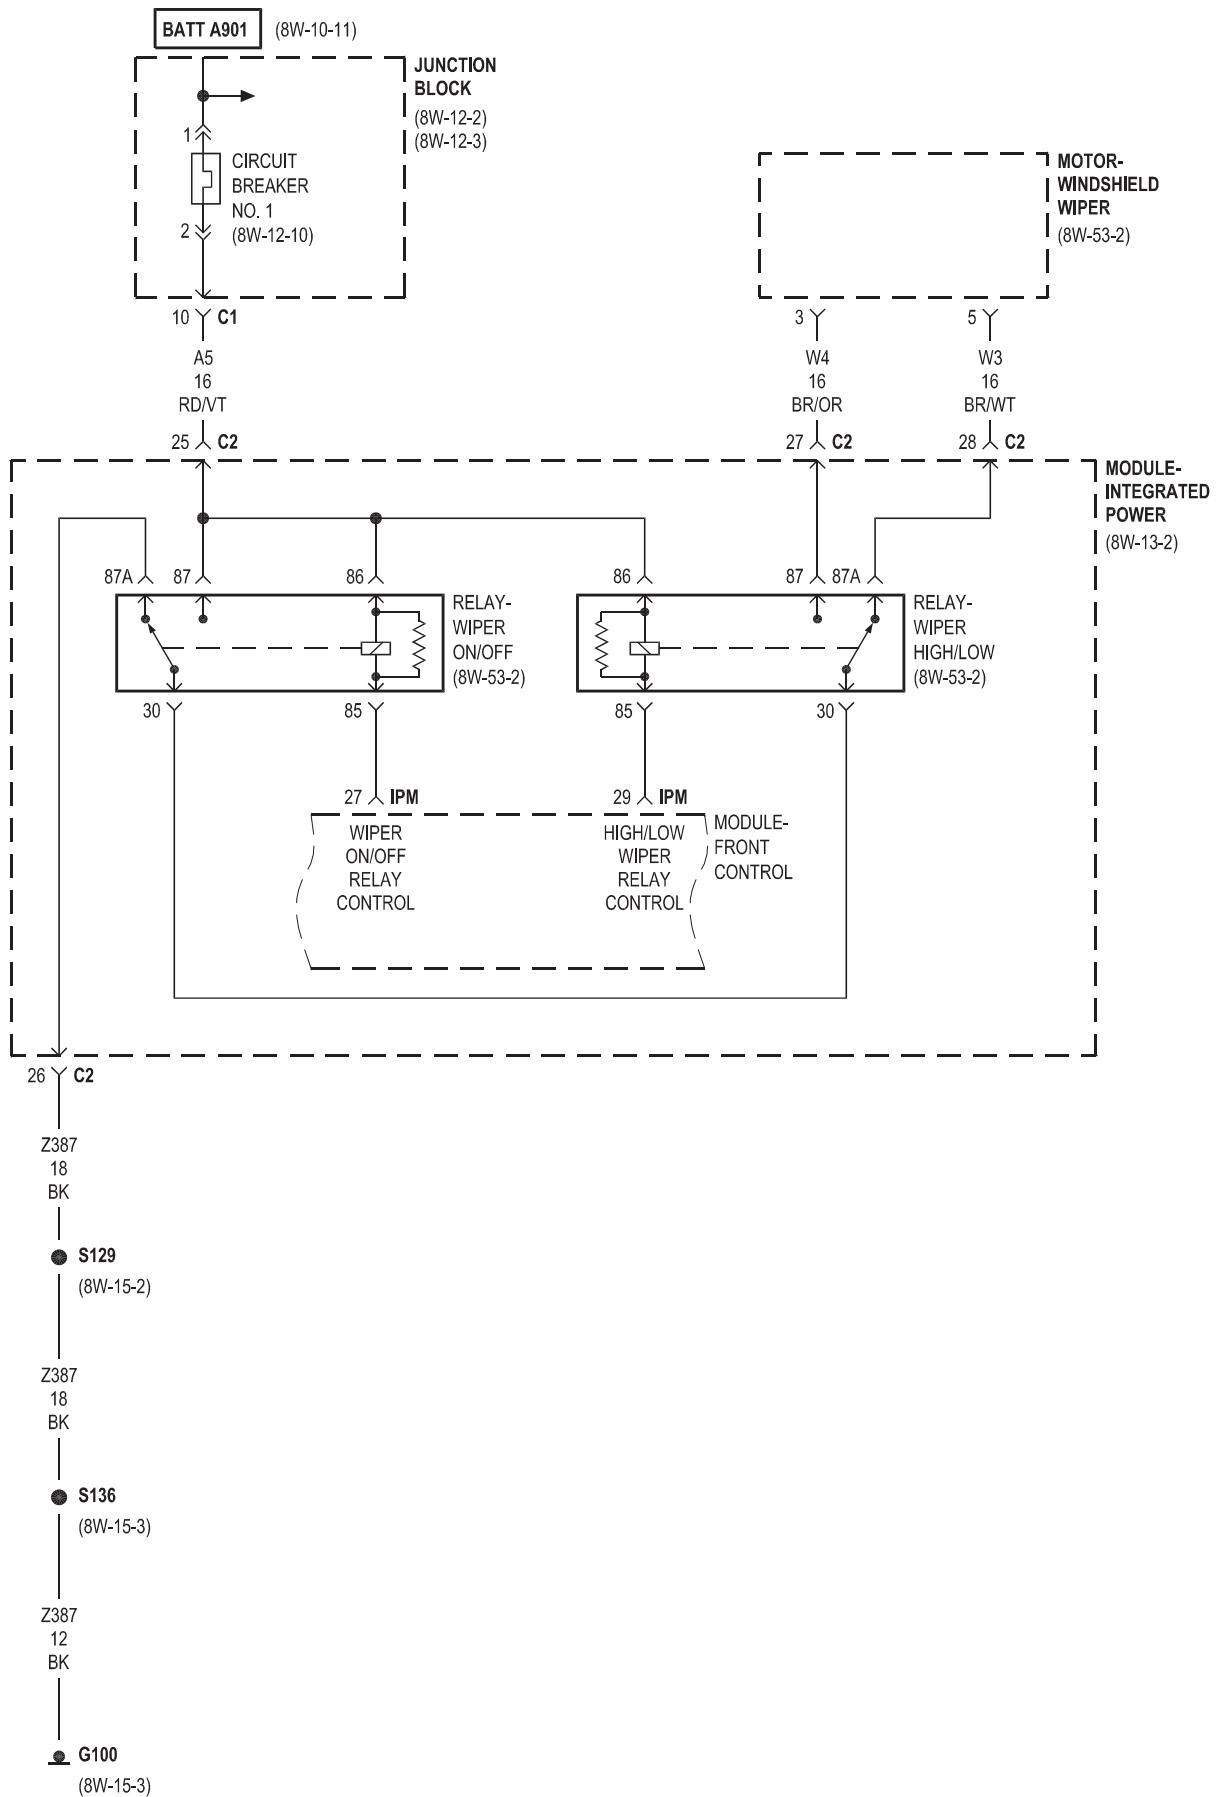 BATT A901 (8W-10-11)
JUNCTION
BLOCK
(8W-12-2)
(8W-12-3)
1
CIRCUIT
BREAKER
NO. 1
(8W-12-10)
2
MOTOR-
WINDSHIELD
WIPER
(8W-53-2)
10 C1
3
5
A5
16
RD/VT
W4
16
BR/OR
W3
16
BR/WT
25 C2
27 C2
28 C2
MODULE-
INTEGRATED
POWER
(8W-13-2)
87A 87 86
86 87 87A
RELAY-
WIPER
ON/OFF
(8W-53-2)
RELAY-
WIPER
HIGH/LOW
(8W-53-2)
30 85
85 30
27 IPM
29 IPM
WIPER
ON/OFF
RELAY
CONTROL
HIGH/LOW
WIPER
RELAY
CONTROL
MODULE-
FRONT
CONTROL
26 C2
Z387
18
BK
S129
(8W-15-2)
Z387
18
BK
S136
(8W-15-3)
Z387
12
BK
G100
(8W-15-3)